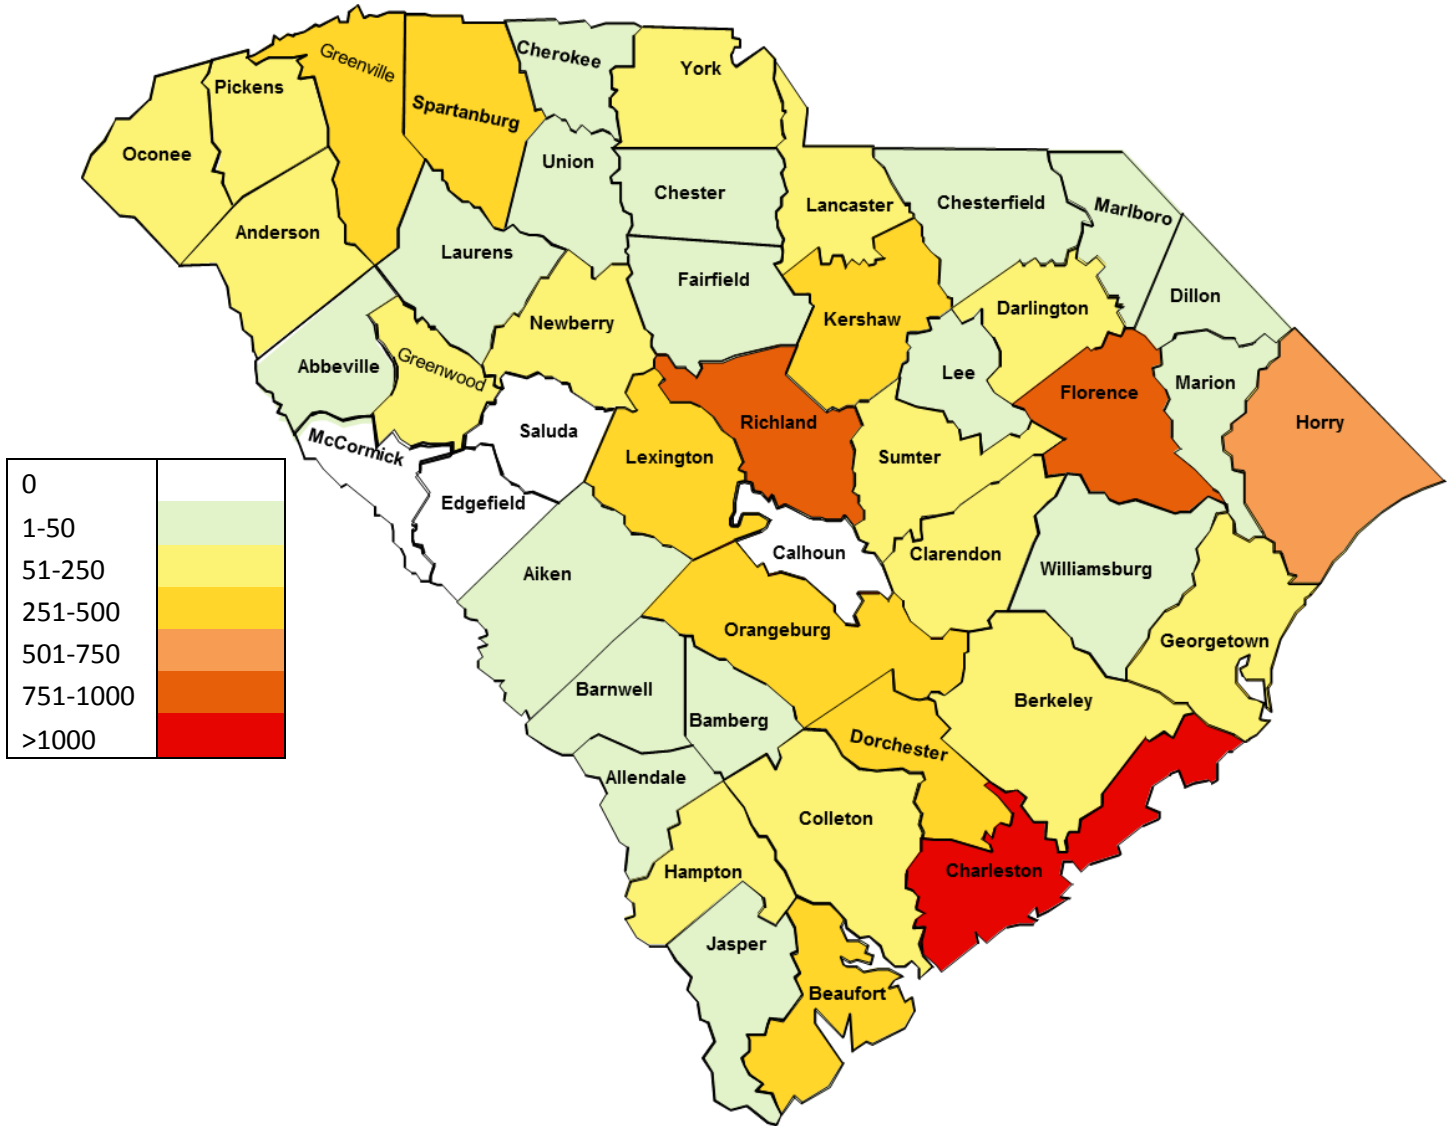 Cherokee
Greenville
York
Pickens
Spartanburg
Oconee
Union
Chester
Lancaster
Chesterfield
Marlboro
Anderson
Laurens
Fairfield
Dillon
Darlington
Newberry
Kershaw
Abbeville
Greenwood
Lee
Marion
Florence
Richland
Horry
Saluda
McCormick
Lexington
Sumter
Edgefield
Calhoun
Clarendon
Aiken
Williamsburg
Orangeburg
Georgetown
Barnwell
Berkeley
Bamberg
Dorchester
Allendale
Colleton
Hampton
Charleston
Jasper
Beaufort
0
1-50
51-250
251-500
501-750
751-1000
>1000